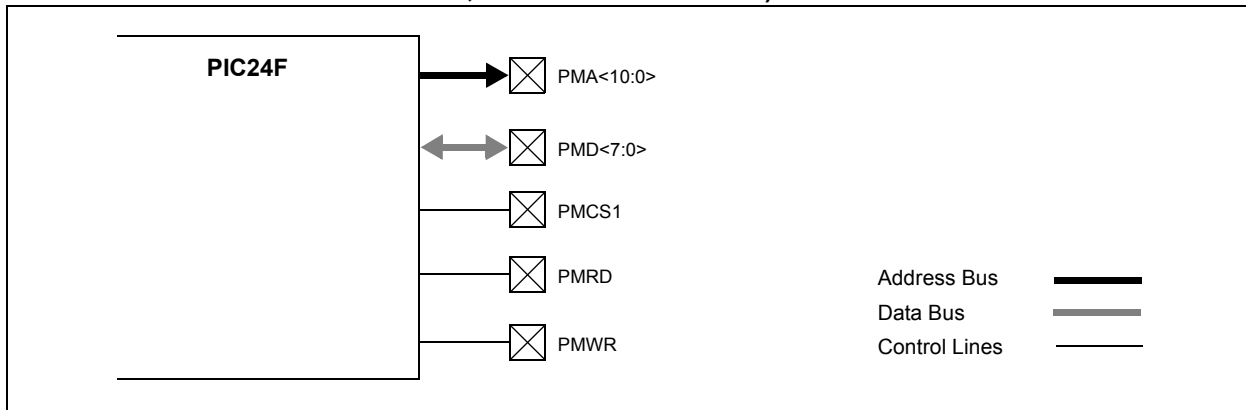 PIC24F
PMA<10:0>
PMD<7:0>
PMCS1
PMRD
PMWR
Address Bus
Data Bus
Control Lines